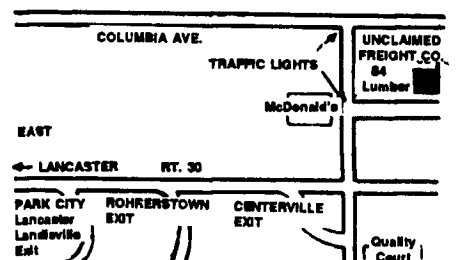 COLUMBIA AVE.
UNCLAIMED
FREIGHT CO.
TRAFFIC LIGHTS
84
Lumber
McDonald's
EAST
← LANCASTER RT. 30
PARK CITY
Lancaster
Landisville
Exit
ROHRERSTOWN
EXIT
CENTERVILLE
EXIT
Quality
Court